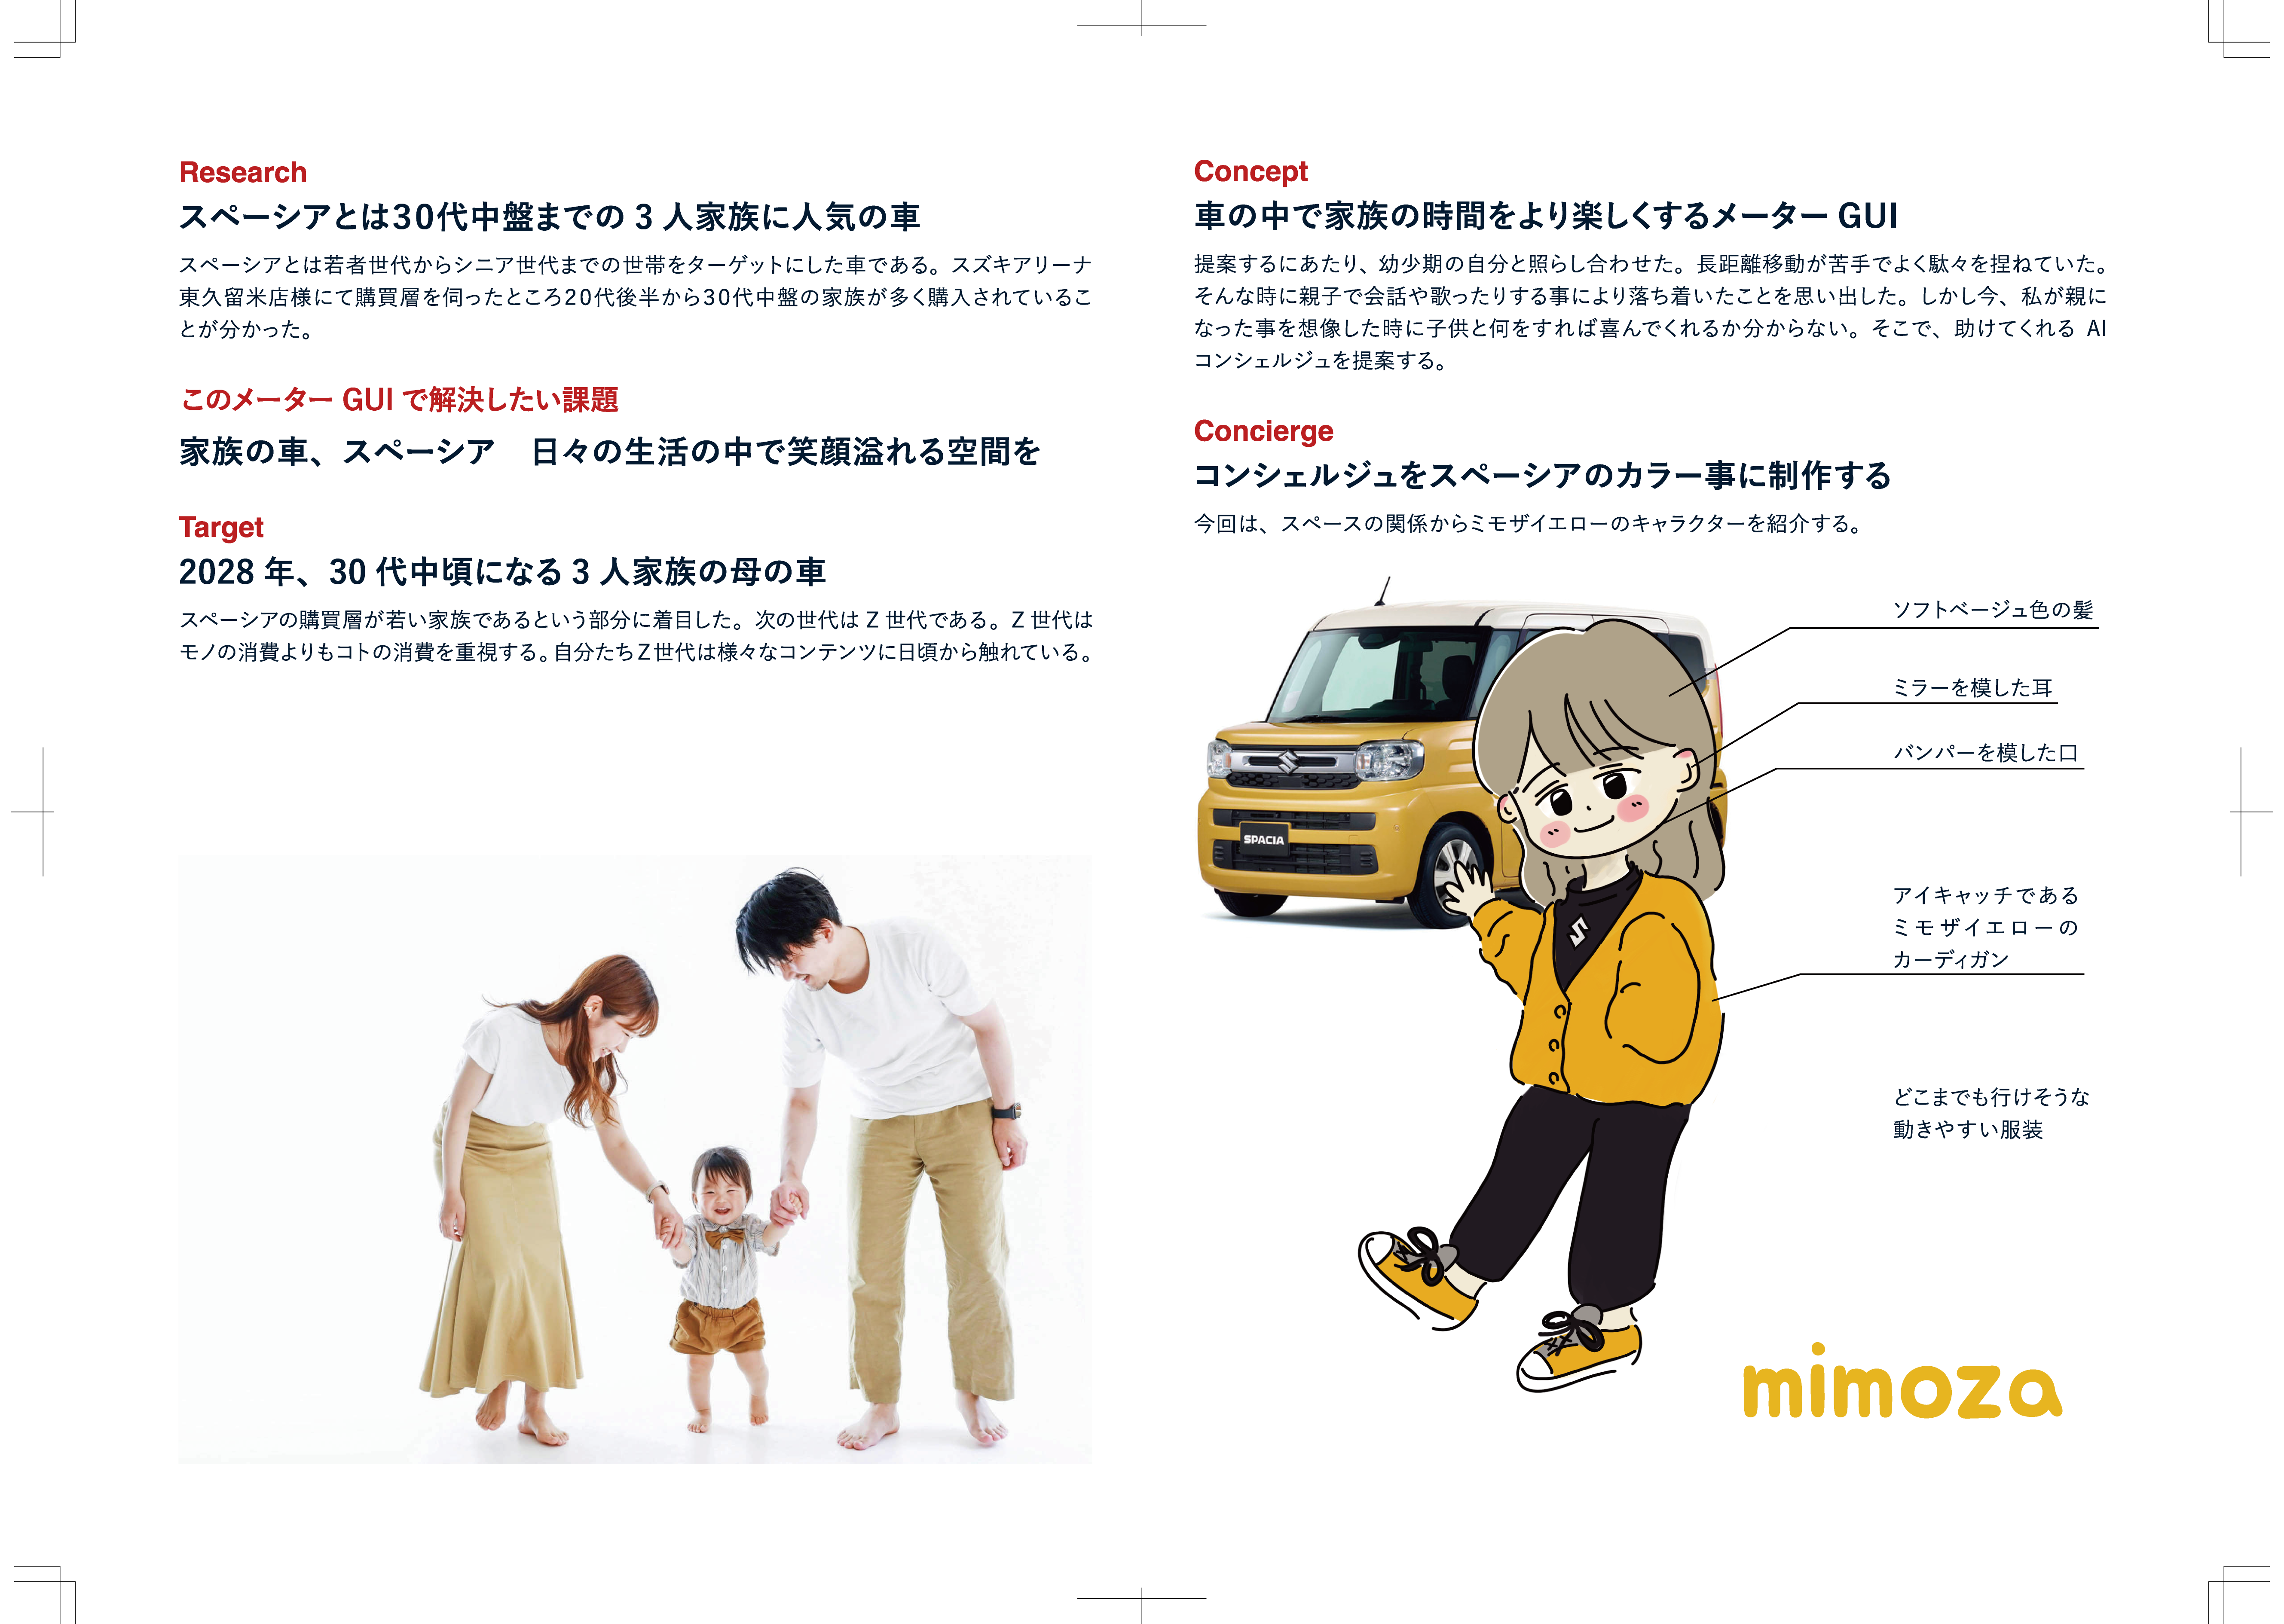 Research
スペーシアとは30代中盤までの 3 人家族に人気の車
スペーシアとは若者世代からシニア世代までの世帯をターゲットにした車である。スズキアリーナ
東久留米店様にて購買層を伺ったところ20代後半から30代中盤の家族が多く購入されているこ
とが分かった。
このメーター GUI で解決したい課題
家族の車、スペーシア　日々の生活の中で笑顔溢れる空間を
Target
2028 年、30 代中頃になる 3 人家族の母の車
スペーシアの購買層が若い家族であるという部分に着目した。次の世代は Z 世代である。Z 世代は
モノの消費よりもコトの消費を重視する。自分たちZ世代は様々なコンテンツに日頃から触れている。
Concept
車の中で家族の時間をより楽しくするメーター GUI
提案するにあたり、幼少期の自分と照らし合わせた。長距離移動が苦手でよく駄々を捏ねていた。
そんな時に親子で会話や歌ったりする事により落ち着いたことを思い出した。しかし今、私が親に
なった事を想像した時に子供と何をすれば喜んでくれるか分からない。そこで、助けてくれる AI
コンシェルジュを提案する。
Concierge
コンシェルジュをスペーシアのカラー事に制作する
今回は、スペースの関係からミモザイエローのキャラクターを紹介する。
ソフトベージュ色の髪
ミラーを模した耳
バンパーを模した口
SPACIA
アイキャッチである
ミモザイエローの
カーディガン
どこまでも行けそうな
動きやすい服装
mimoza